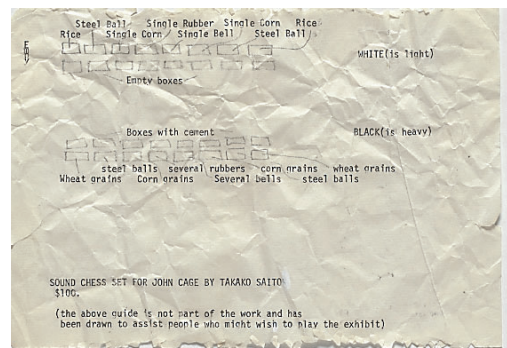 Steel Ball Single Rubber Single Corn Rice
Rice Single Corn Single Bell Steel Ball
WHITE(is light)
Empty boxes
Boxes with cement BLACK(is heavy)
steel balls several rubbers corn grains wheat grains
Wheat grains Corn grains Several bells steel balls
SOUND CHESS SET FOR JOHN CAGE BY TAKAKO SAITO
$100.
(the above guide is not part of the work and has
been drawn to assist people who might wish to play the exhibit)